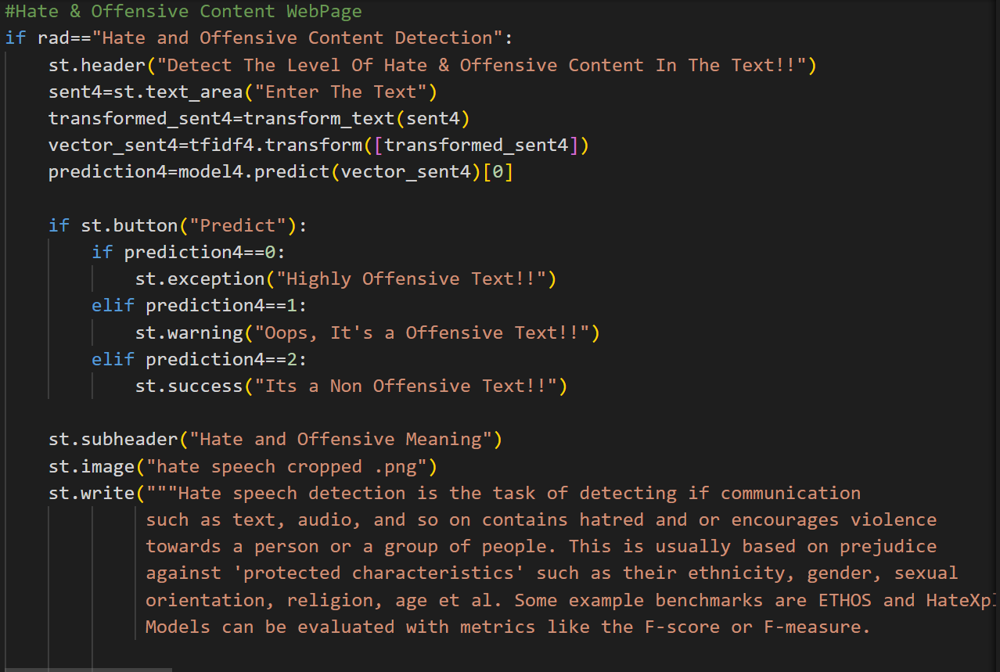 #Hate & Offensive Content WebPage
if rad=="Hate and Offensive Content Detection":
    st.header("Detect The Level Of Hate & Offensive Content In The Text!!")
    sent4=st.text_area("Enter The Text")
    transformed_sent4=transform_text(sent4)
    vector_sent4=tfidf4.transform([transformed_sent4])
    prediction4=model4.predict(vector_sent4)[0]

    if st.button("Predict"):
        if prediction4==0:
            st.exception("Highly Offensive Text!!")
        elif prediction4==1:
            st.warning("Oops, It's a Offensive Text!!")
        elif prediction4==2:
            st.success("Its a Non Offensive Text!!")

    st.subheader("Hate and Offensive Meaning")
    st.image("hate speech cropped .png")
    st.write("""Hate speech detection is the task of detecting if communication
             such as text, audio, and so on contains hatred and or encourages violence
             towards a person or a group of people. This is usually based on prejudice
             against 'protected characteristics' such as their ethnicity, gender, sexual
             orientation, religion, age et al. Some example benchmarks are ETHOS and HateXp
             Models can be evaluated with metrics like the F-score or F-measure.